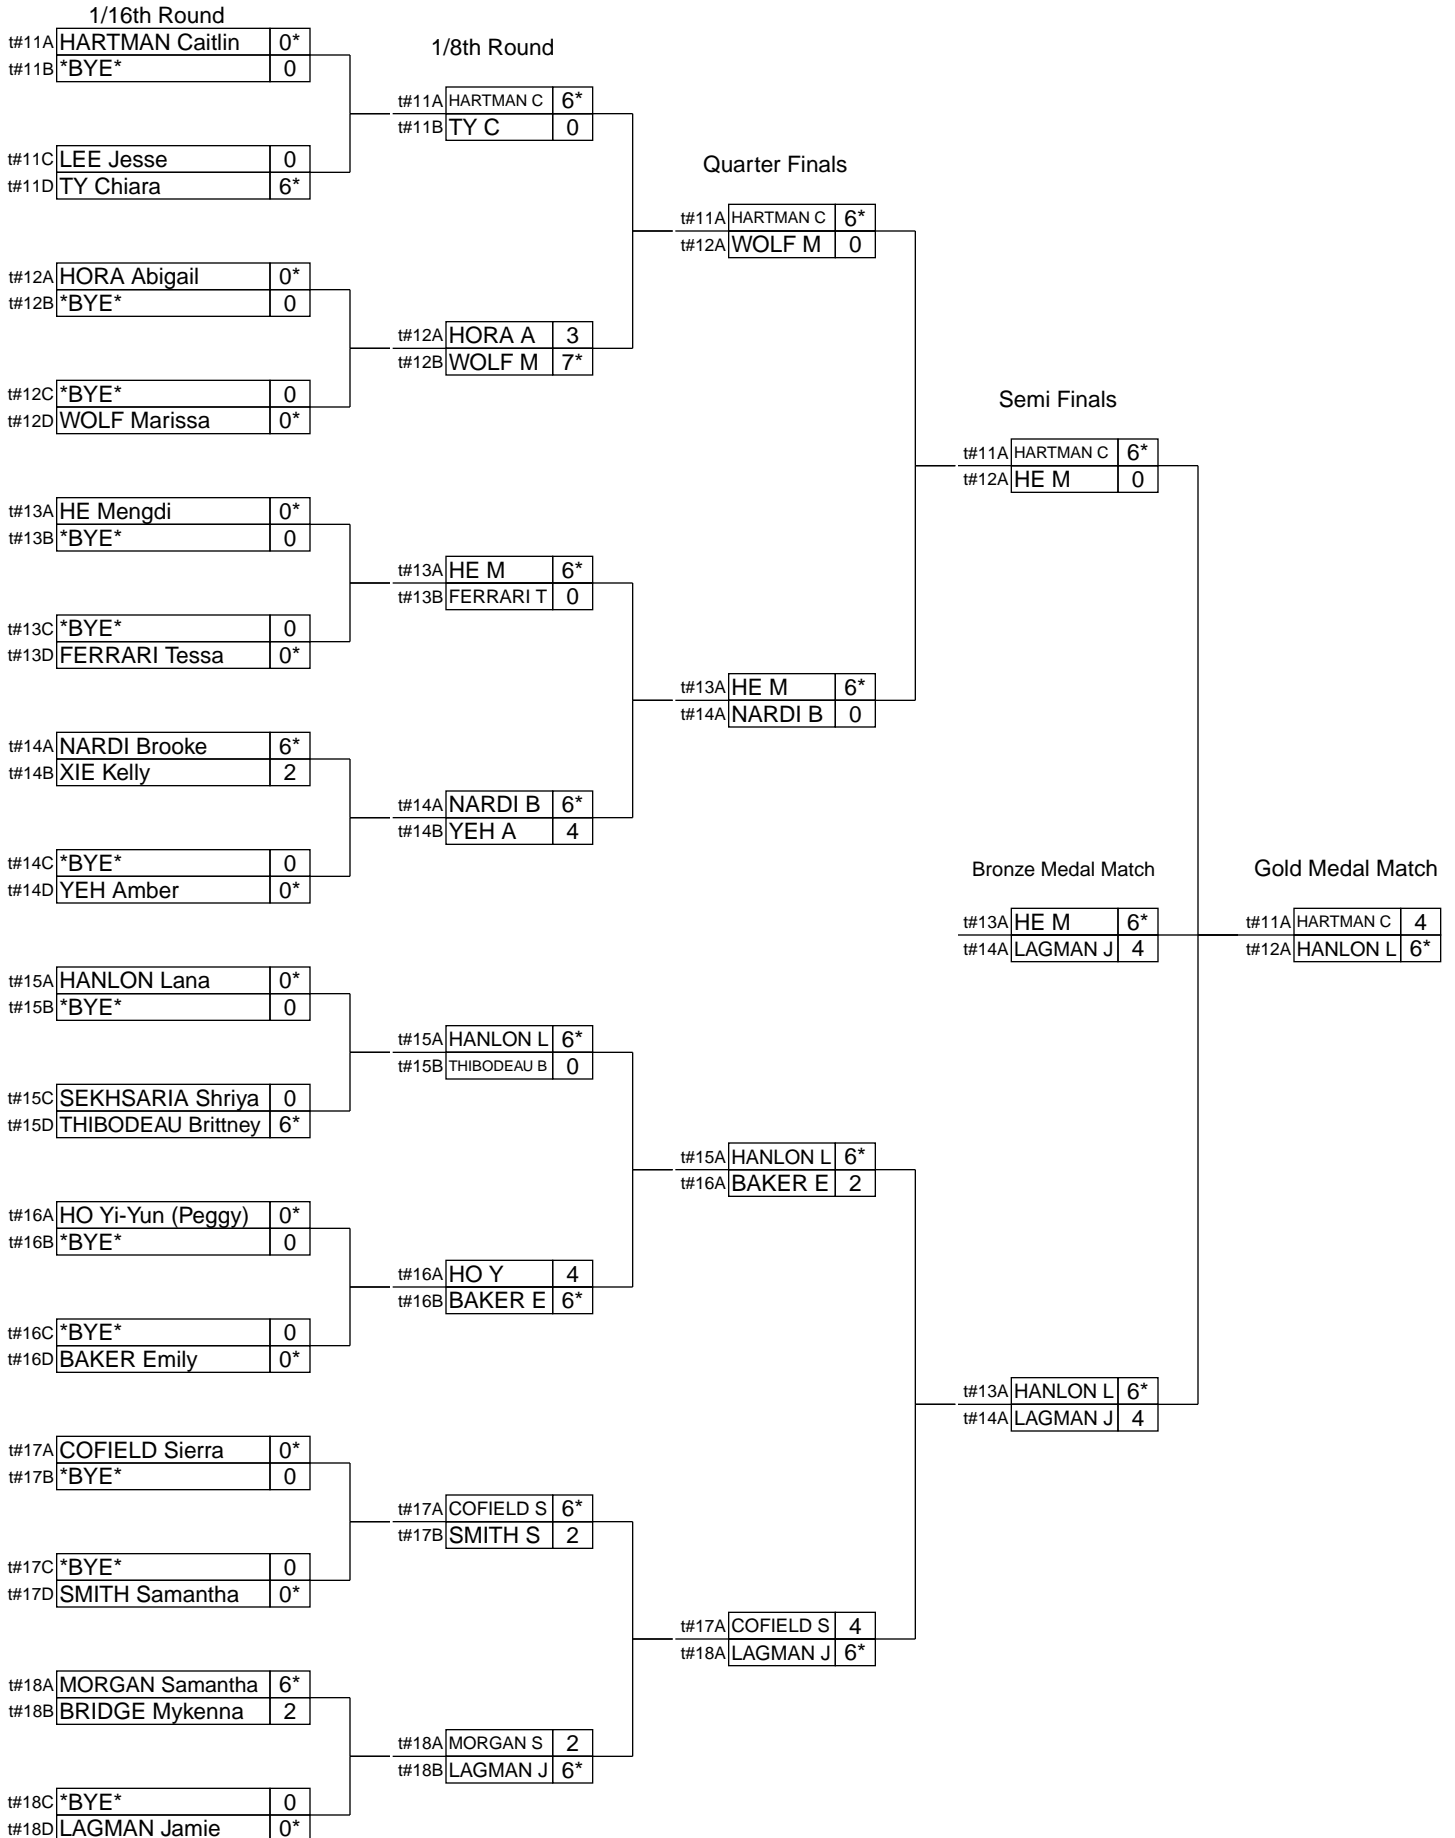 1/16th Round
t#11A HARTMAN Caitlin 0*
t#11B *BYE* 0
t#11C LEE Jesse 0
t#11D TY Chiara 6*
t#12A HORA Abigail 0*
t#12B *BYE* 0
t#12C *BYE* 0
t#12D WOLF Marissa 0*
t#13A HE Mengdi 0*
t#13B *BYE* 0
t#13C *BYE* 0
t#13D FERRARI Tessa 0*
t#14A NARDI Brooke 6*
t#14B XIE Kelly 2
t#14C *BYE* 0
t#14D YEH Amber 0*
t#15A HANLON Lana 0*
t#15B *BYE* 0
t#15C SEKHSARIA Shriya 0
t#15D THIBODEAU Brittney 6*
t#16A HO Yi-Yun (Peggy) 0*
t#16B *BYE* 0
t#16C *BYE* 0
t#16D BAKER Emily 0*
t#17A COFIELD Sierra 0*
t#17B *BYE* 0
t#17C *BYE* 0
t#17D SMITH Samantha 0*
t#18A MORGAN Samantha 6*
t#18B BRIDGE Mykenna 2
t#18C *BYE* 0
t#18D LAGMAN Jamie 0*
1/8th Round
t#11A HARTMAN C 6*
t#11B TY C 0
t#12A HORA A 3
t#12B WOLF M 7*
t#13A HE M 6*
t#13B FERRARI T 0
t#14A NARDI B 6*
t#14B YEH A 4
t#15A HANLON L 6*
t#15B THIBODEAU B 0
t#16A HO Y 4
t#16B BAKER E 6*
t#17A COFIELD S 6*
t#17B SMITH S 2
t#18A MORGAN S 2
t#18B LAGMAN J 6*
Quarter Finals
t#11A HARTMAN C 6*
t#12A WOLF M 0
t#13A HE M 6*
t#14A NARDI B 0
t#15A HANLON L 6*
t#16A BAKER E 2
t#17A COFIELD S 4
t#18A LAGMAN J 6*
Semi Finals
t#11A HARTMAN C 6*
t#12A HE M 0
t#13A HANLON L 6*
t#14A LAGMAN J 4
Bronze Medal Match
t#13A HE M 6*
t#14A LAGMAN J 4
Gold Medal Match
t#11A HARTMAN C 4
t#12A HANLON L 6*